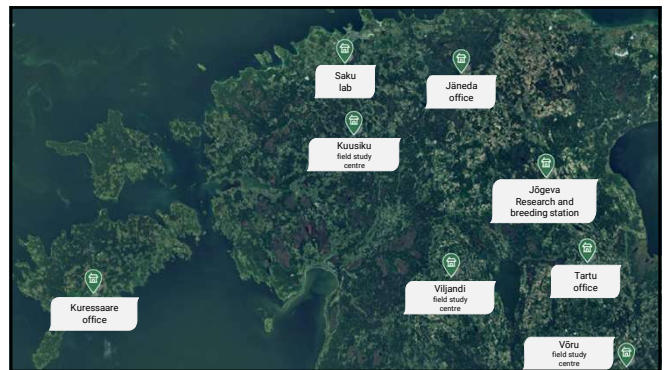 Saku
lab
Jäneda
office
Kuusiku
field study
centre
Jõgeva
Research and
breeding station
Tartu
office
Viljandi
field study
centre
Kuressaare
office
Võru
field study
centre